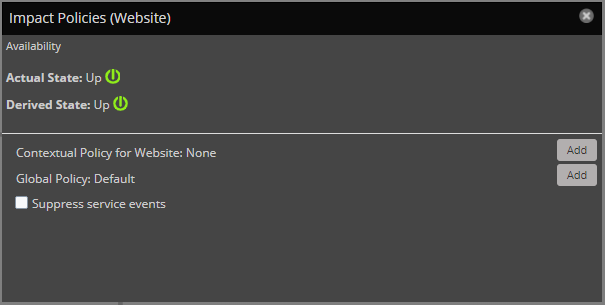 Impact Policies (Website)
Availability
Actual State: Up
Derived State: Up
Contextual Policy for Website: None
Add
Global Policy: Default
Add
Suppress service events